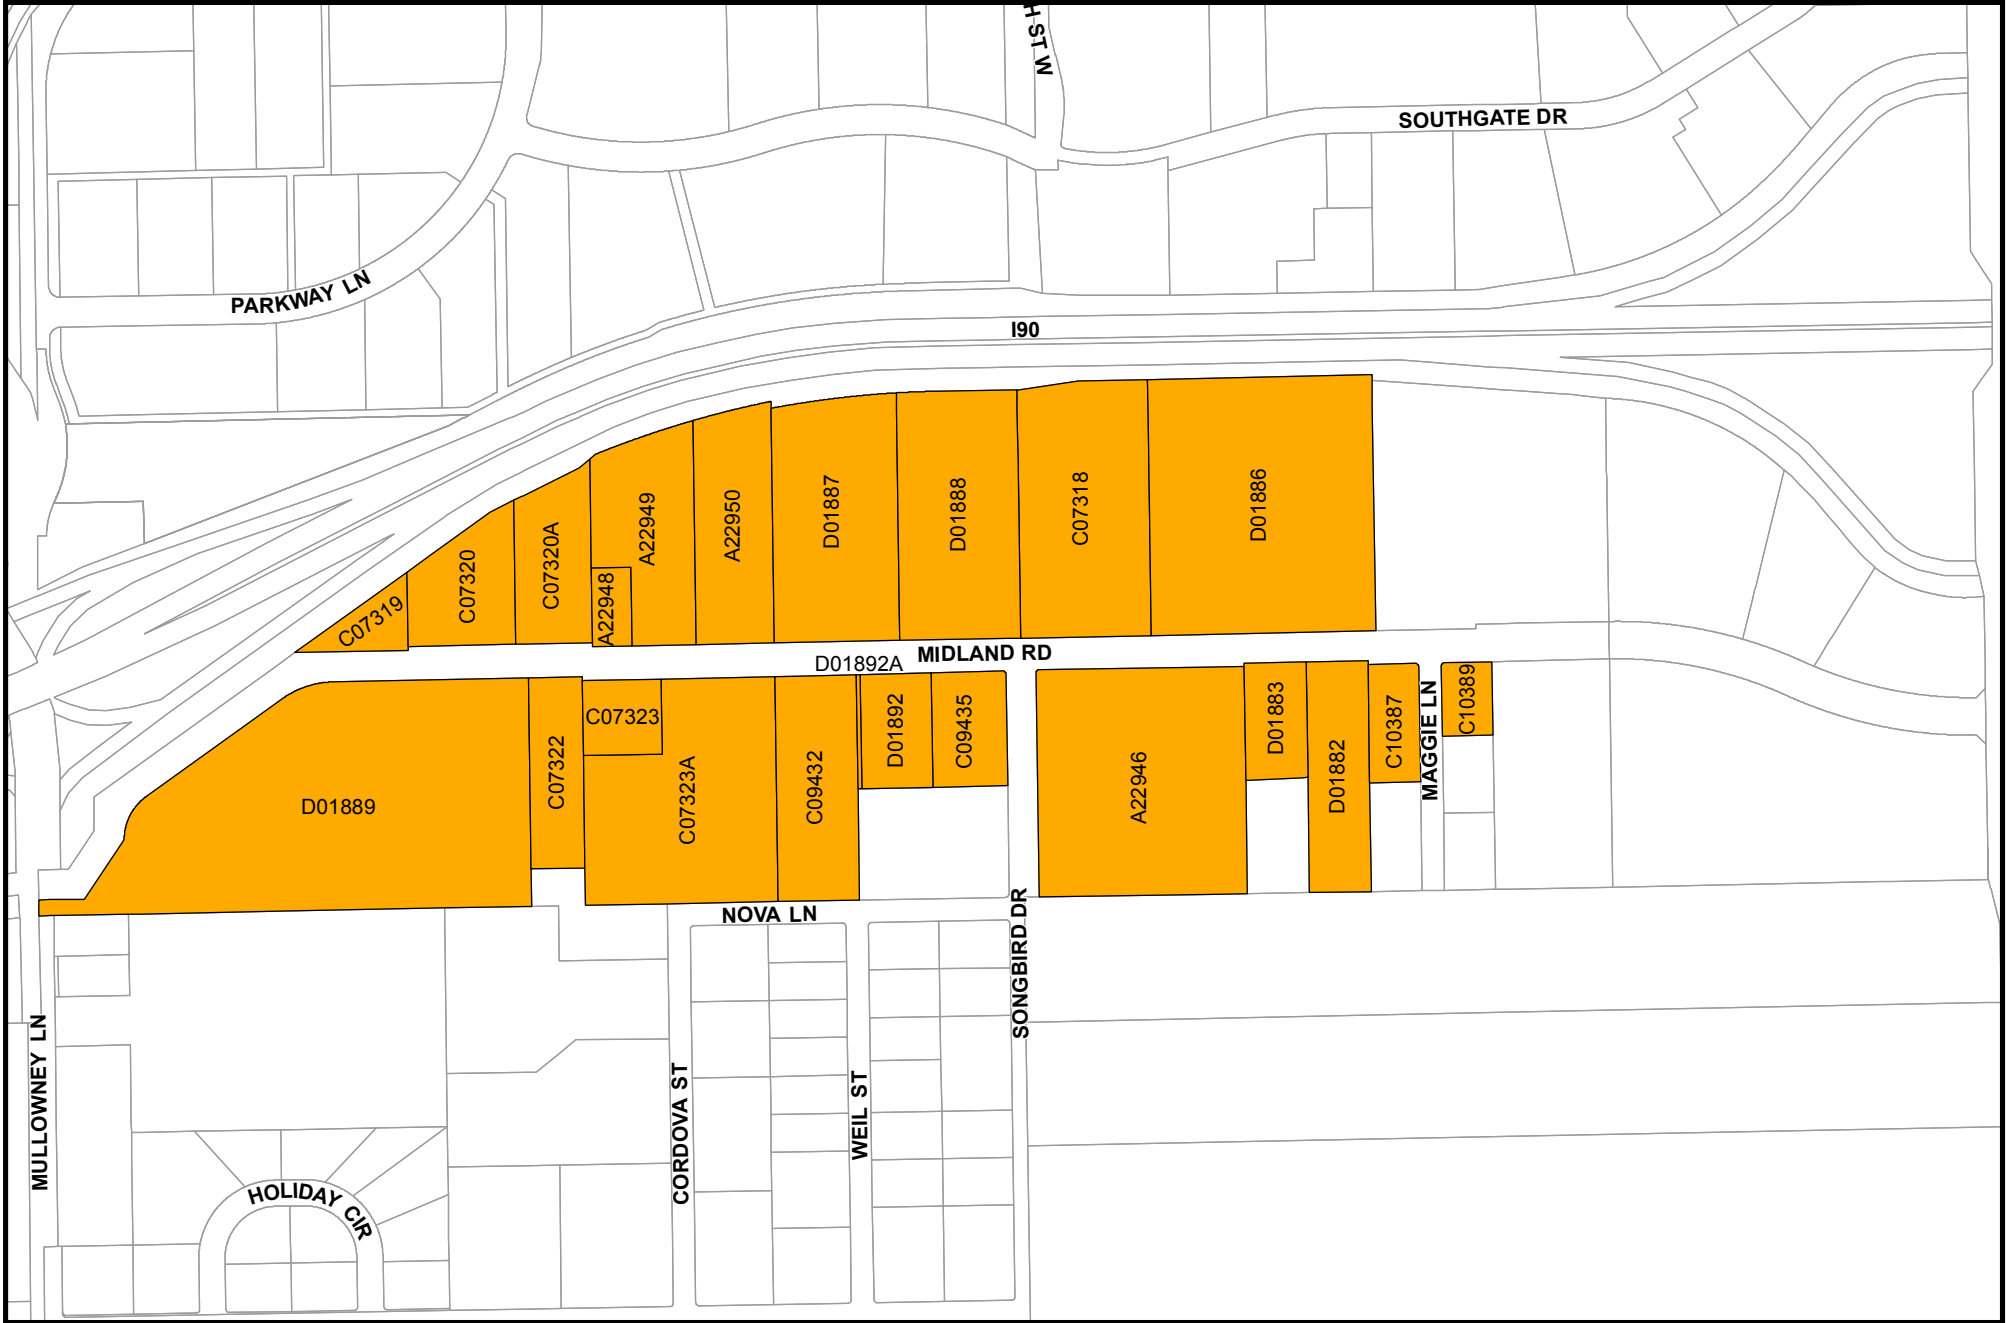 H ST W
SOUTHGATE DR
PARKWAY LN
I90
C07319
C07320
C07320A
A22949
A22948
A22950
D01887
D01888
C07318
D01886
D01892A
MIDLAND RD
D01889
C07322
C07323
C07323A
C09432
D01892
C09435
A22946
D01883
D01882
C10387
MAGGIE LN
C10389
NOVA LN
SONGBIRD DR
MULLOWNEY LN
CORDOVA ST
WEIL ST
HOLIDAY CIR